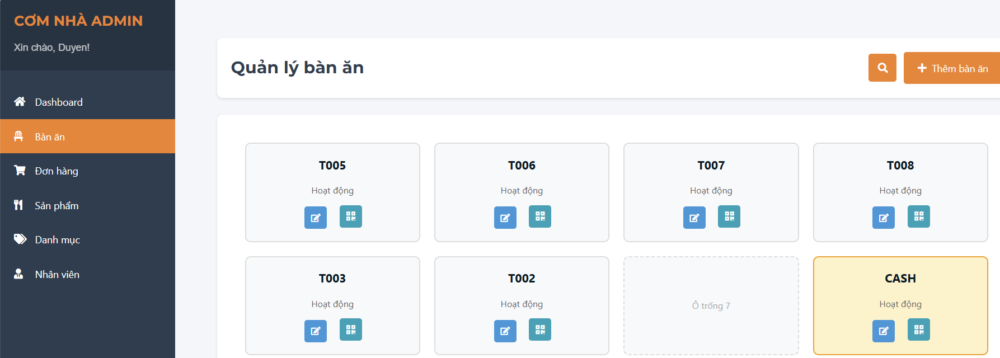 CƠM NHÀ ADMIN
Xin chào, Duyen!
Dashboard
Bàn ăn
Đơn hàng
Sản phẩm
Danh mục
Nhân viên
Quản lý bàn ăn
Thêm bàn ăn
T005
Hoạt động
T006
Hoạt động
T007
Hoạt động
T008
Hoạt động
T003
Hoạt động
T002
Hoạt động
Ô trống 7
CASH
Hoạt động